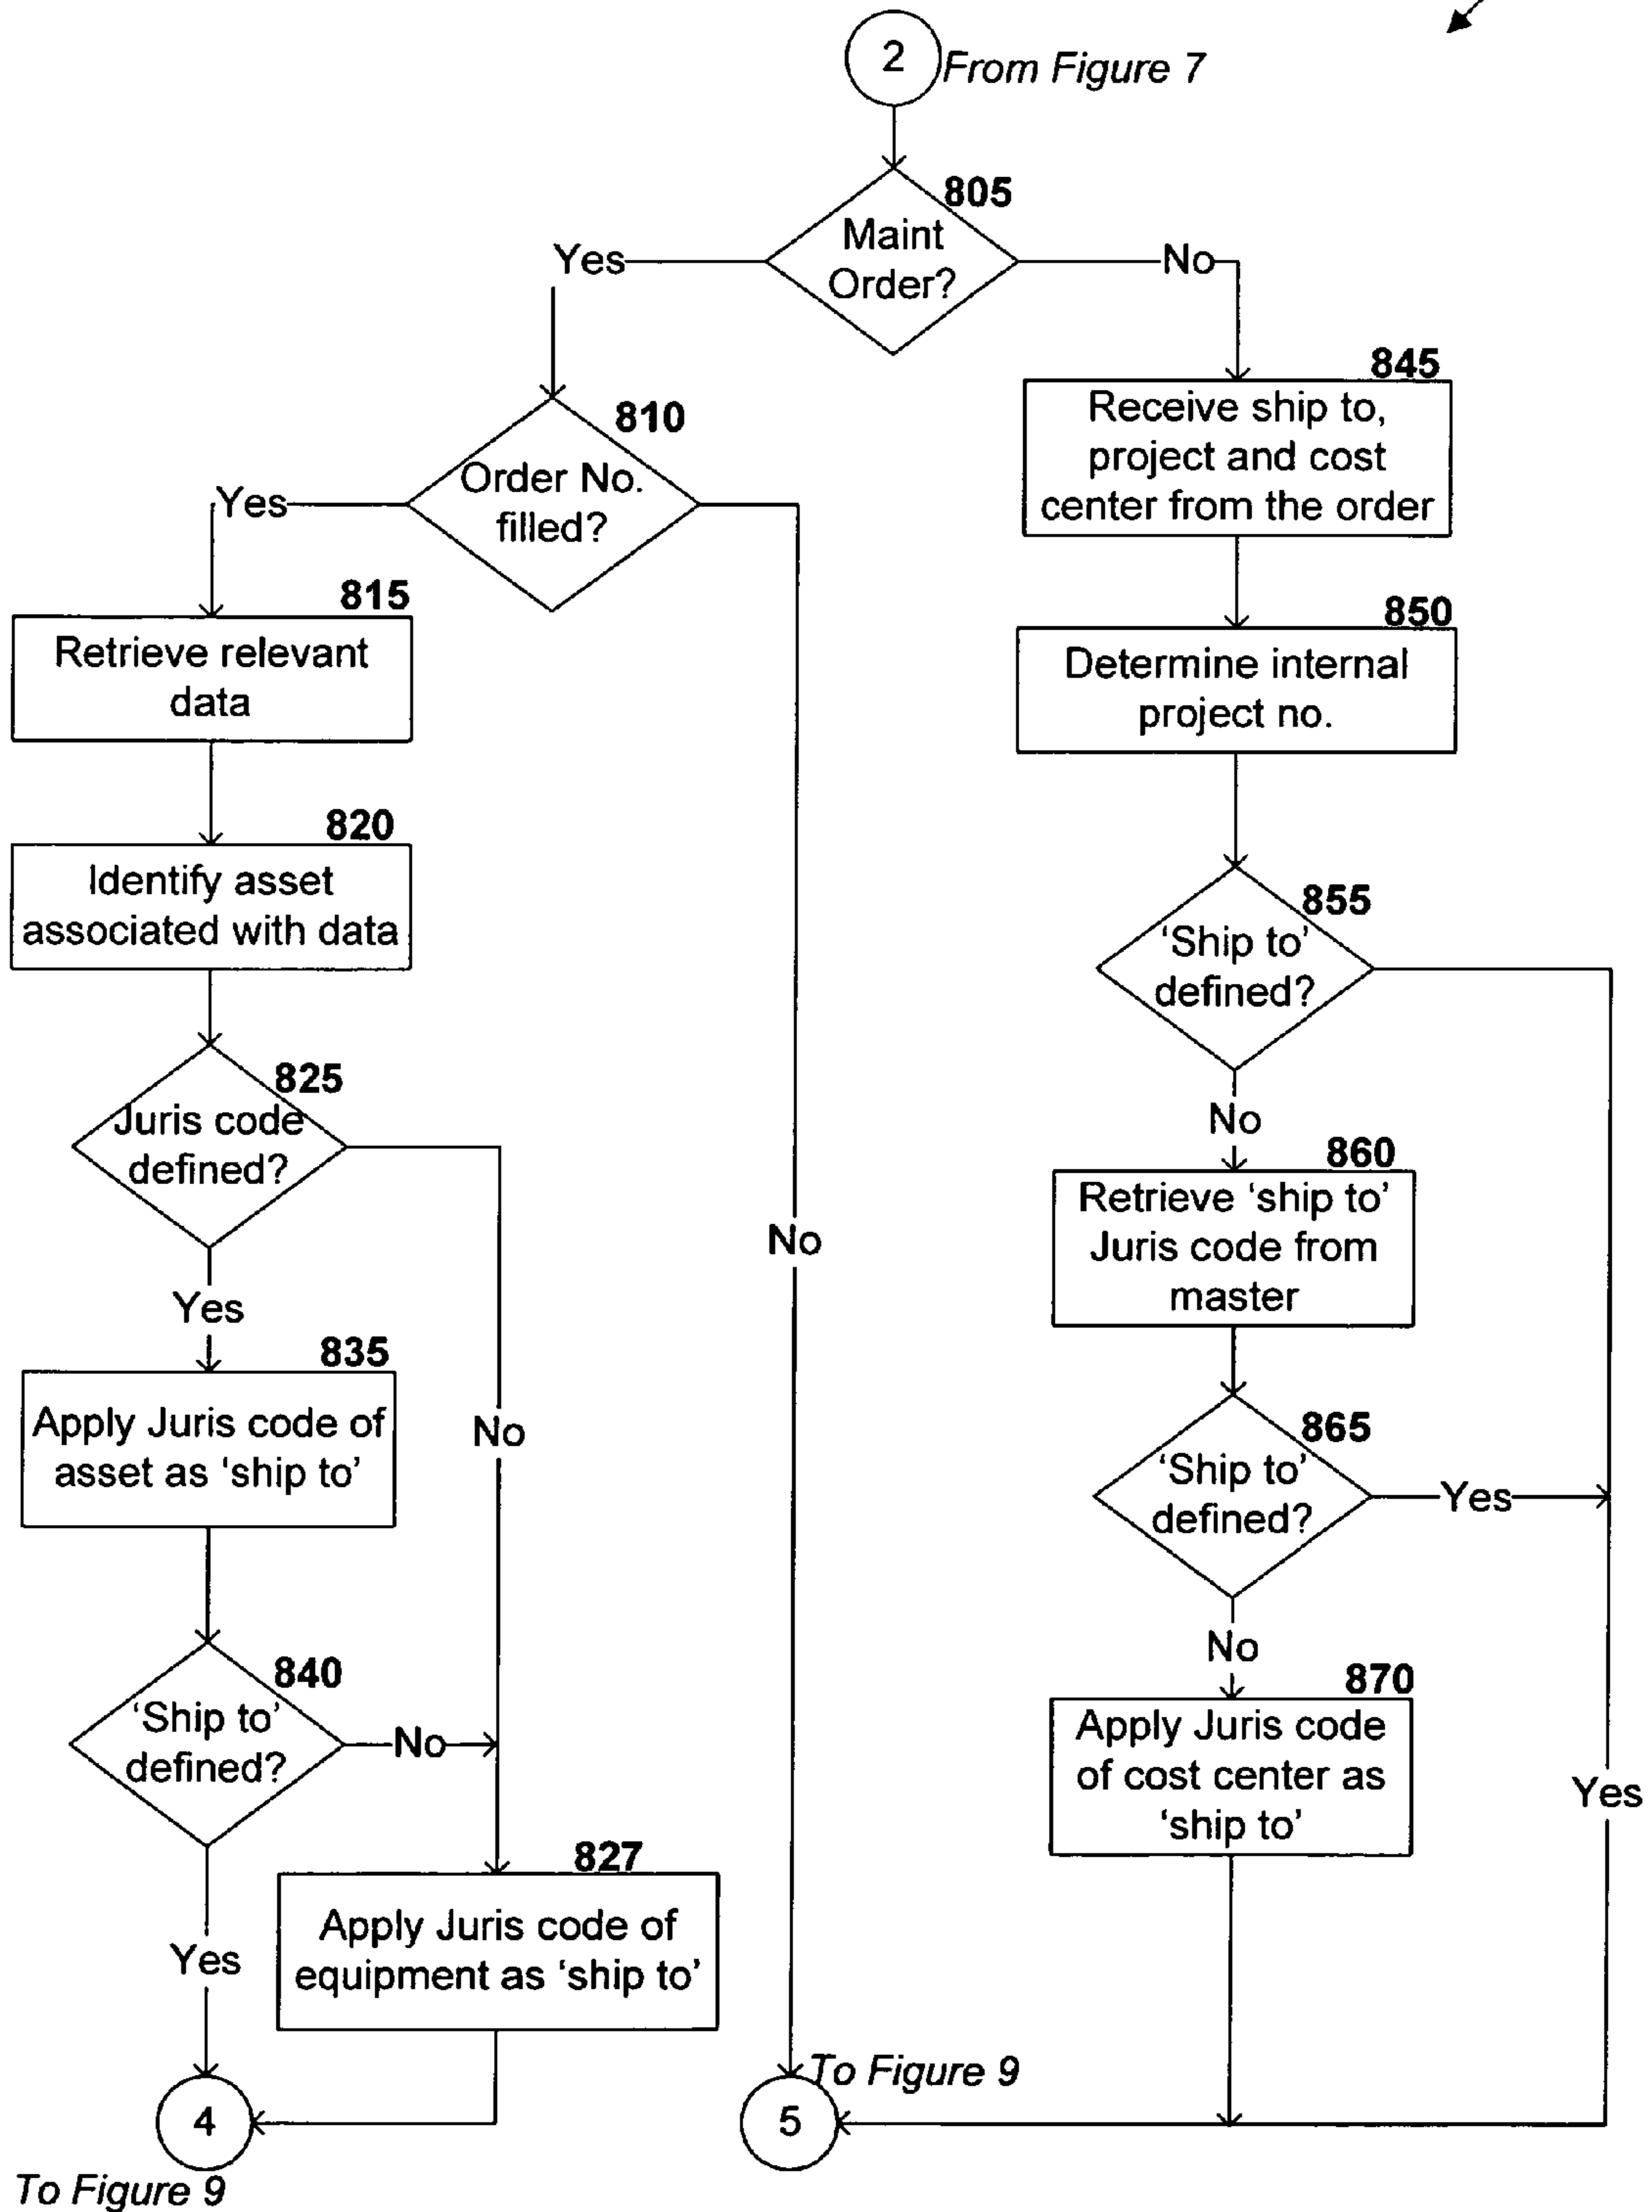 2
From Figure 7
805
Maint
Order?
Yes
No
810
Order No.
filled?
Yes
No
815
Retrieve relevant
data
820
Identify asset
associated with data
825
Juris code
defined?
Yes
No
835
Apply Juris code of
asset as ‘ship to’
840
‘Ship to’
defined?
No
Yes
827
Apply Juris code of
equipment as ‘ship to’
4
To Figure 9
845
Receive ship to,
project and cost
center from the order
850
Determine internal
project no.
855
‘Ship to’
defined?
No
860
Retrieve ‘ship to’
Juris code from
master
865
‘Ship to’
defined?
Yes
No
870
Apply Juris code
of cost center as
‘ship to’
Yes
To Figure 9
5